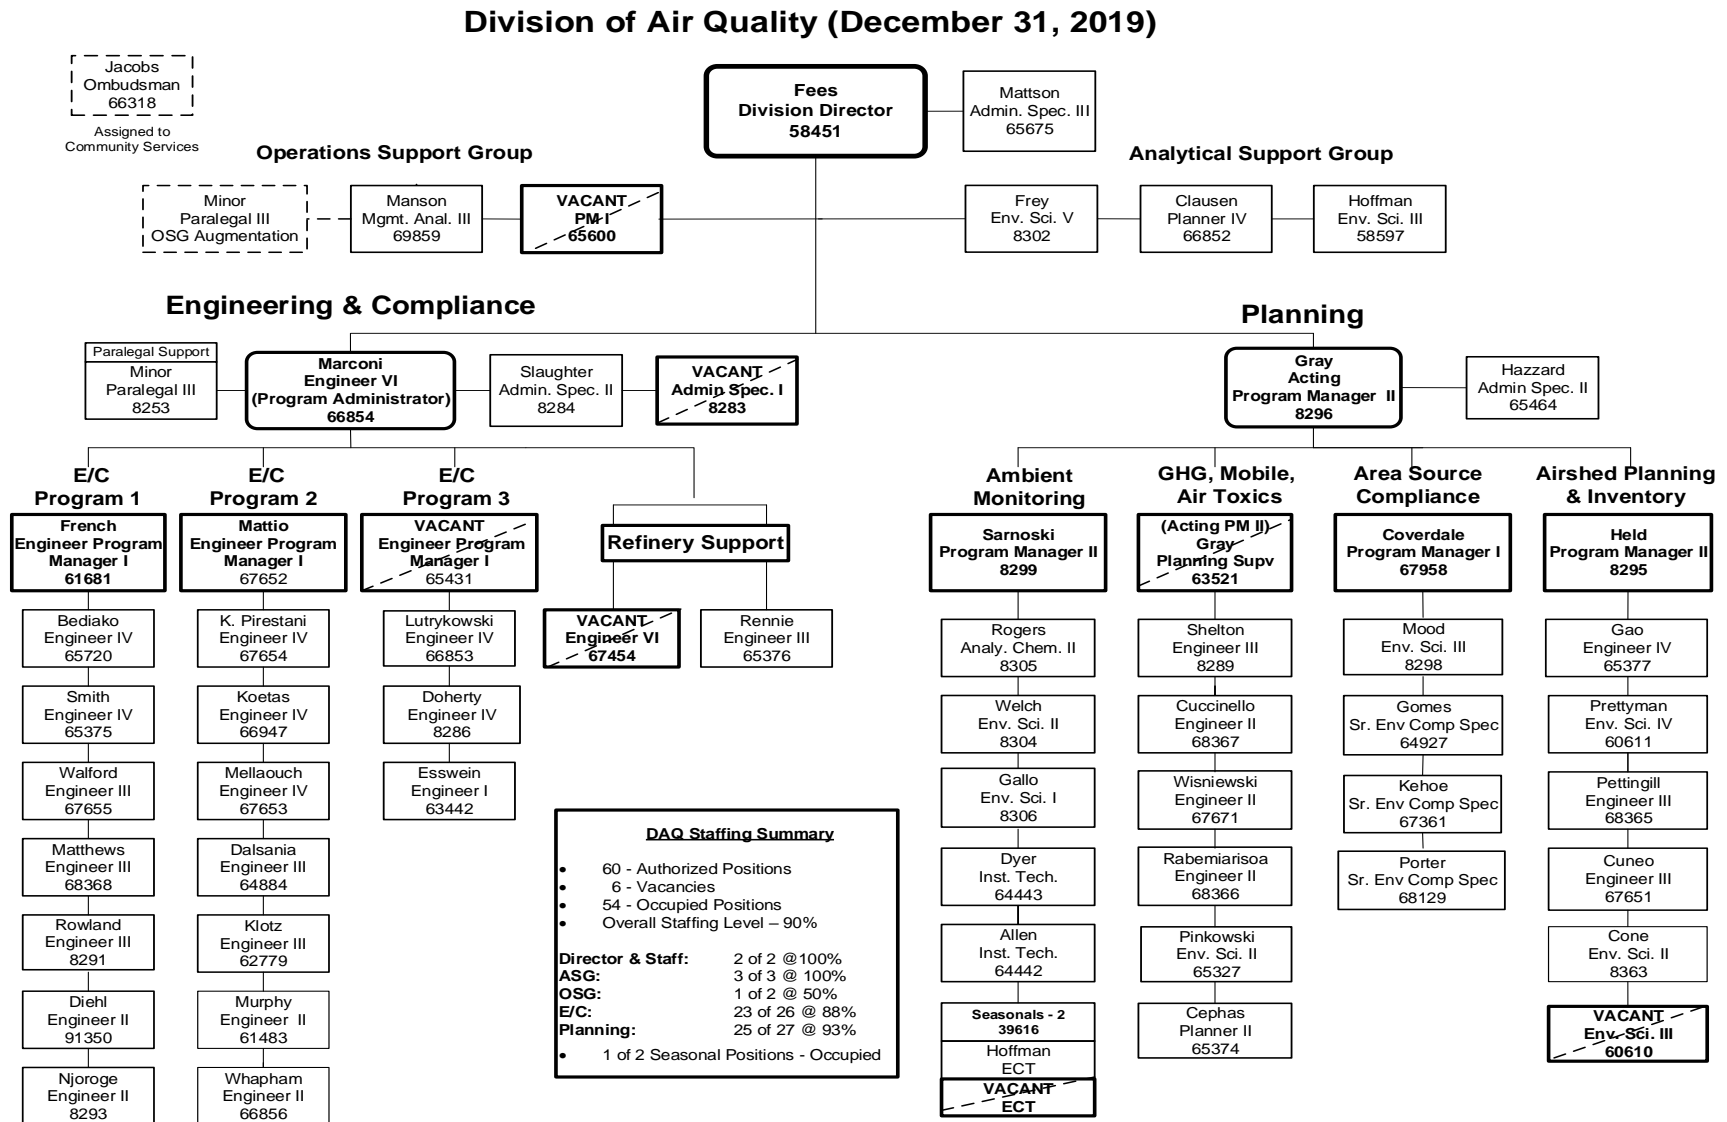 Division of Air Quality (December 31, 2019)
Jacobs
Ombudsman
66318
Assigned to
Community Services
Fees
Division Director
58451
Mattson
Admin. Spec. III
65675
Operations Support Group
Analytical Support Group
Minor
Paralegal III
OSG Augmentation
Manson
Mgmt. Anal. III
69859
VACANT
PM I
65600
Frey
Env. Sci. V
8302
Clausen
Planner IV
66852
Hoffman
Env. Sci. III
58597
Engineering & Compliance
Planning
Paralegal Support
Minor
Paralegal III
8253
Marconi
Engineer VI
(Program Administrator)
66854
Slaughter
Admin. Spec. II
8284
VACANT
Admin Spec. I
8283
Gray
Acting
Program Manager II
8296
Hazzard
Admin Spec. II
65464
E/C
Program 1
French
Engineer Program
Manager I
61681
Bediako
Engineer IV
65720
Smith
Engineer IV
65375
Walford
Engineer III
67655
Matthews
Engineer III
68368
Rowland
Engineer III
8291
Diehl
Engineer II
91350
Njoroge
Engineer II
8293
E/C
Program 2
Mattio
Engineer Program
Manager I
67652
K. Pirestani
Engineer IV
67654
Koetas
Engineer IV
66947
Mellaouch
Engineer IV
67653
Dalsania
Engineer III
64884
Klotz
Engineer III
62779
Murphy
Engineer II
61483
Whapham
Engineer II
66856
E/C
Program 3
VACANT
Engineer Program
Manager I
65431
Lutrykowski
Engineer IV
66853
Doherty
Engineer IV
8286
Esswein
Engineer I
63442
Refinery Support
VACANT
Engineer VI
67454
Rennie
Engineer III
65376
DAQ Staffing Summary
• 60 - Authorized Positions
• 6 - Vacancies
• 54 - Occupied Positions
• Overall Staffing Level – 90%
Director & Staff: 2 of 2 @100%
ASG: 3 of 3 @ 100%
OSG: 1 of 2 @ 50%
E/C: 23 of 26 @ 88%
Planning: 25 of 27 @ 93%
• 1 of 2 Seasonal Positions - Occupied
Ambient
Monitoring
Sarnoski
Program Manager II
8299
Rogers
Analy. Chem. II
8305
Welch
Env. Sci. II
8304
Gallo
Env. Sci. I
8306
Dyer
Inst. Tech.
64443
Allen
Inst. Tech.
64442
Seasonals - 2
39616
Hoffman
ECT
VACANT
ECT
GHG, Mobile,
Air Toxics
(Acting PM II)
Gray
Planning Supv
63521
Shelton
Engineer III
8289
Cuccinello
Engineer II
68367
Wisniewski
Engineer II
67671
Rabemiarisoa
Engineer II
68366
Pinkowski
Env. Sci. II
65327
Cephas
Planner II
65374
Area Source
Compliance
Coverdale
Program Manager I
67958
Mood
Env. Sci. III
8298
Gomes
Sr. Env Comp Spec
64927
Kehoe
Sr. Env Comp Spec
67361
Porter
Sr. Env Comp Spec
68129
Airshed Planning
& Inventory
Held
Program Manager II
8295
Gao
Engineer IV
65377
Prettyman
Env. Sci. IV
60611
Pettingill
Engineer III
68365
Cuneo
Engineer III
67651
Cone
Env. Sci. II
8363
VACANT
Env. Sci. III
60610